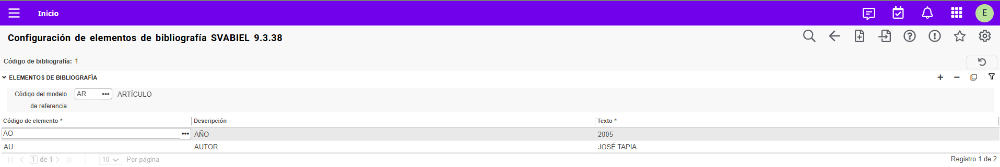 Inicio
E
Configuración de elementos de bibliografía SVABIEL 9.3.38
Código de bibliografía: 1
ELEMENTOS DE BIBLIOGRAFÍA
Código del modelo de referencia AR ARTÍCULO
Código de elemento * Descripción Texto *
AO AÑO 2005
AU AUTOR JOSÉ TAPIA
1 de 1 10 Por página Registro 1 de 2